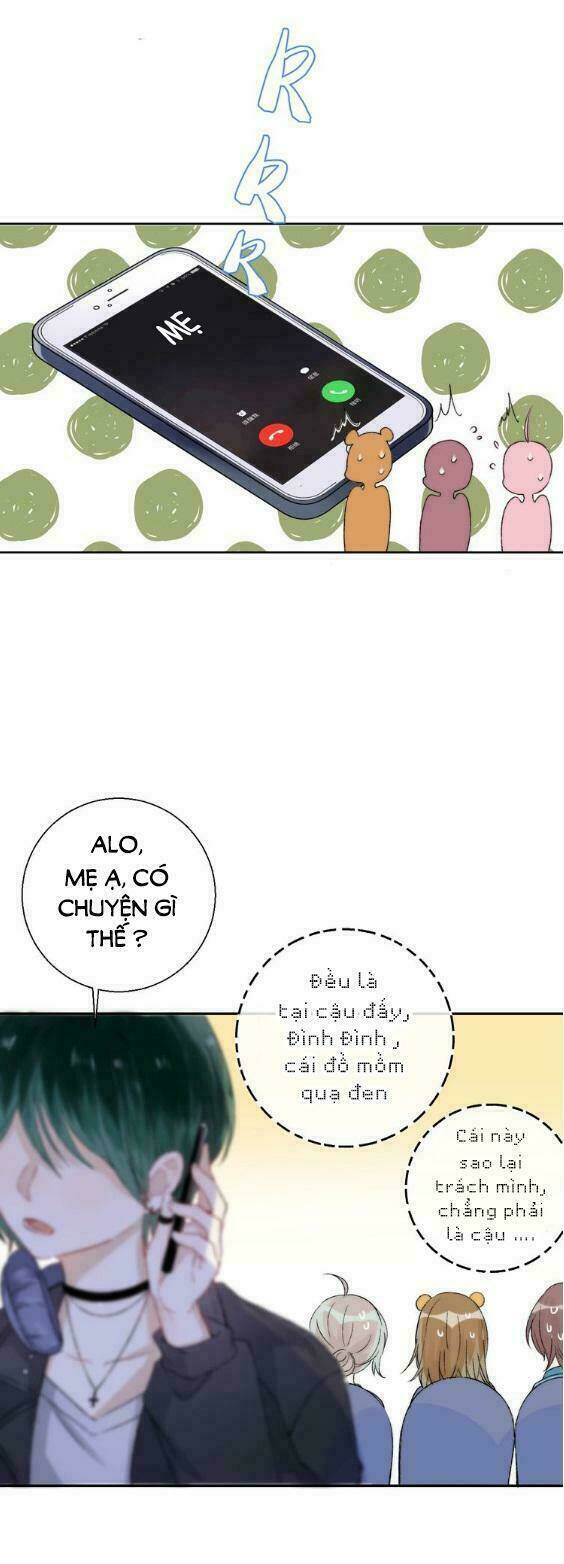 R
R
R
R
MẸ
ALO,
MẸ Ạ, CÓ
CHUYỆN GÌ
THẾ ?
Đều là
tại cậu đấy,
Đình Đình ,
cái đồ mồm
quạ đen
Cái này
sao lại
trách mình,
chẳng phải
là cậu ....